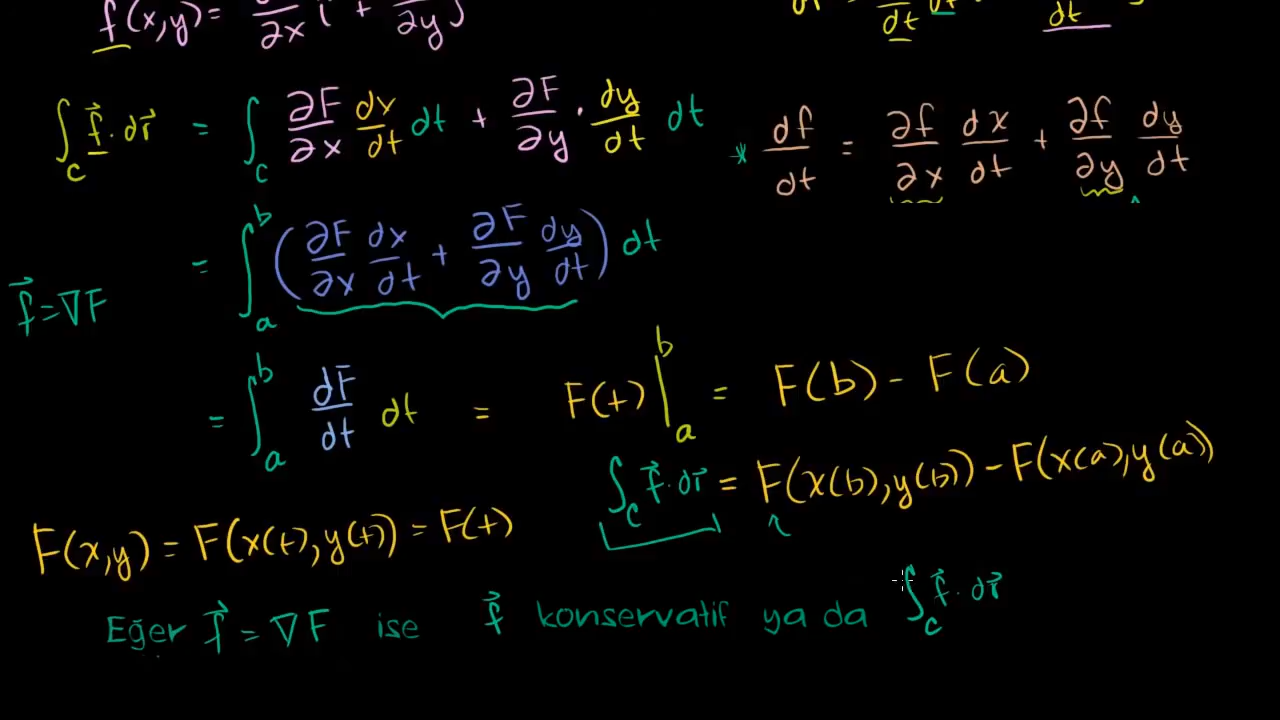 f⃗(x,y) = ∂F/∂x î + ∂F/∂y ĵ
∫_C f⃗ · dr⃗ = ∫_C ∂F/∂x dx/dt dt + ∂F/∂y · dy/dt dt
* df/dt = ∂f/∂x dx/dt + ∂f/∂y dy/dt
= ∫_a^b (∂F/∂x dx/dt + ∂F/∂y dy/dt) dt
f⃗ = ∇F
= ∫_a^b dF/dt dt = F(t) |_a^b = F(b) - F(a)
∫_C f⃗ · dr⃗ = F(x(b), y(b)) - F(x(a), y(a))
F(x,y) = F(x(t), y(t)) = F(t)
Eğer f⃗ = ∇F ise f⃗ konservatif ya da ∫_C f⃗ · dr⃗